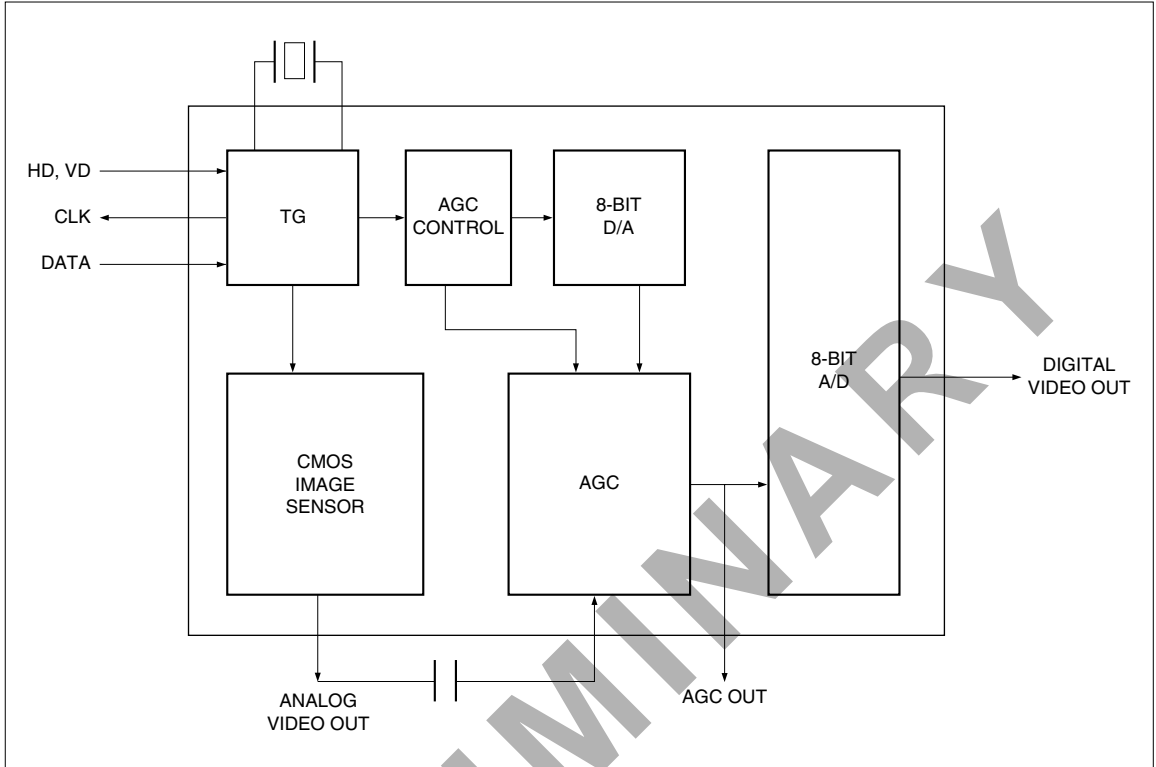 HD, VD
CLK
DATA
TG
AGC
CONTROL
8-BIT
D/A
CMOS
IMAGE
SENSOR
AGC
8-BIT
A/D
DIGITAL
VIDEO OUT
ANALOG
VIDEO OUT
AGC OUT
IMINARY